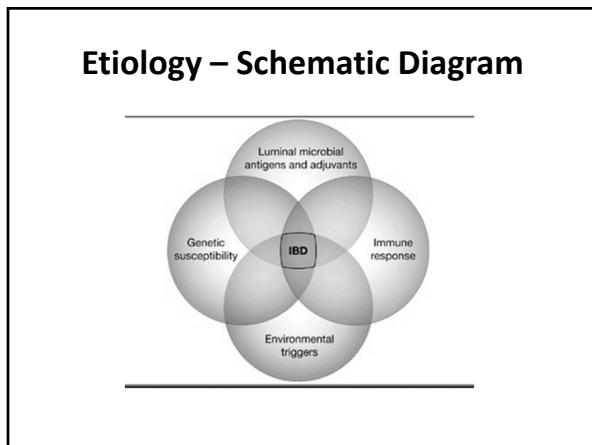 Etiology – Schematic Diagram
Luminal microbial
antigens and adjuvants
Genetic
susceptibility
IBD
Immune
response
Environmental
triggers